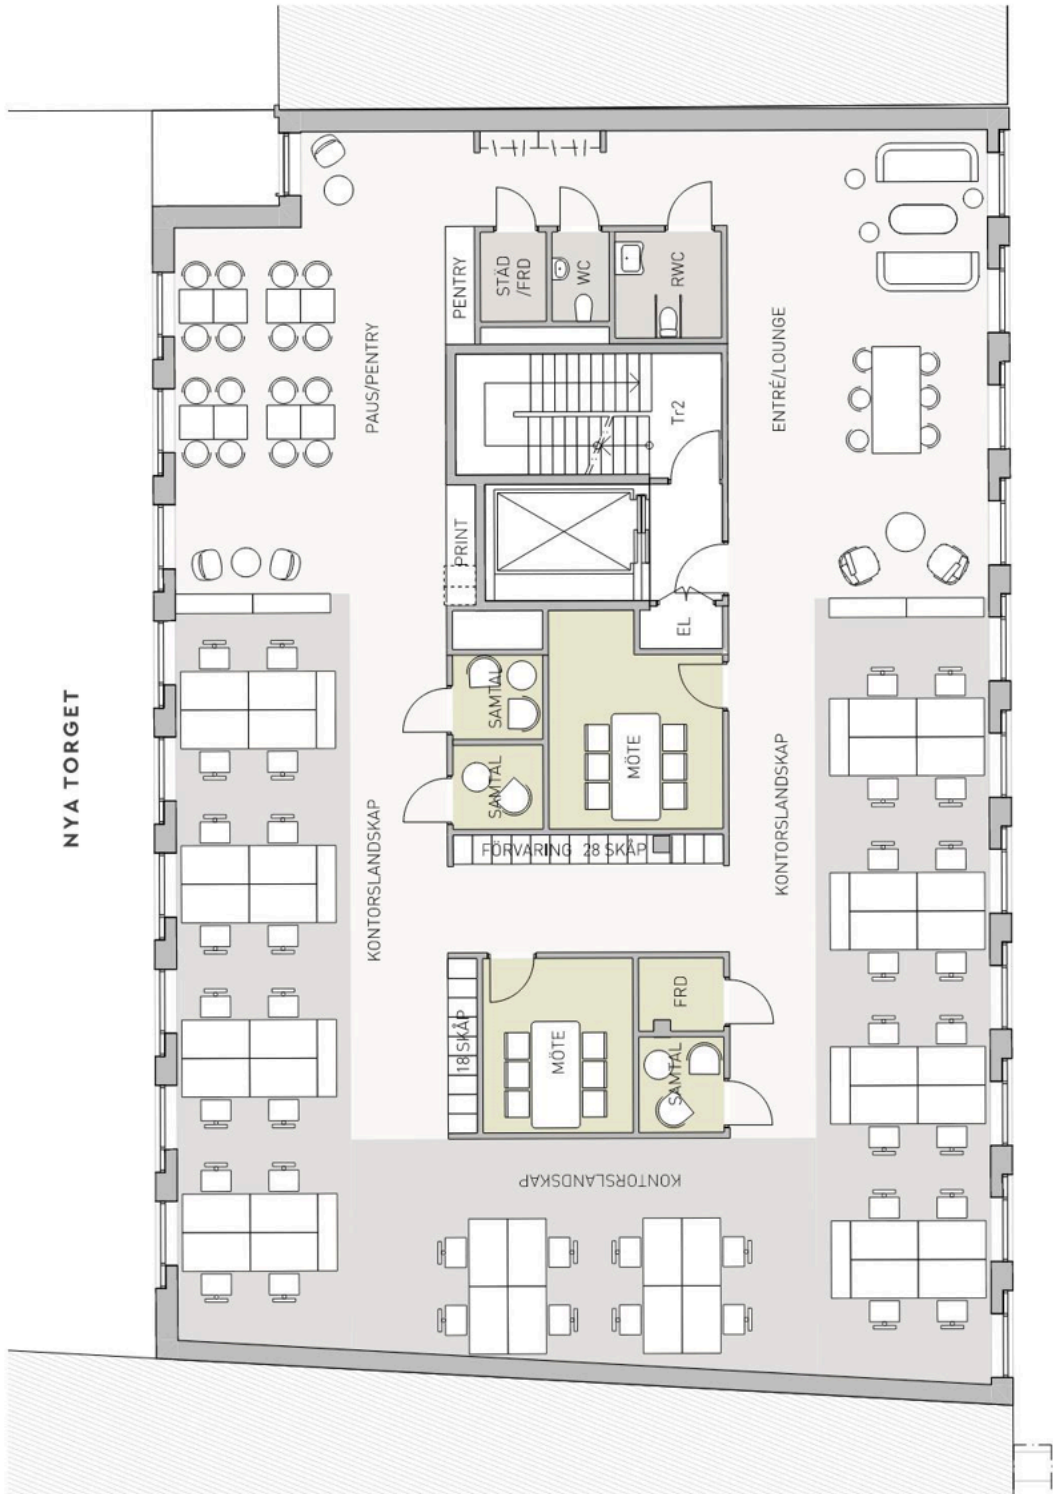 STÄD
/FRD
WC
RWC
PENTRY
PAUS/PENTRY
ENTRÉ/LOUNGE
Tr2
PRINT
EL
SAMTAL
MÖTE
SAMTAL
NYA TORGET
KONTORSLANDSKAP
KONTORSLANDSKAP
FÖRVARING 28 SKÅP
FRD
18 SKÅP
MÖTE
SAMTAL
KONTORSLANDSKAP